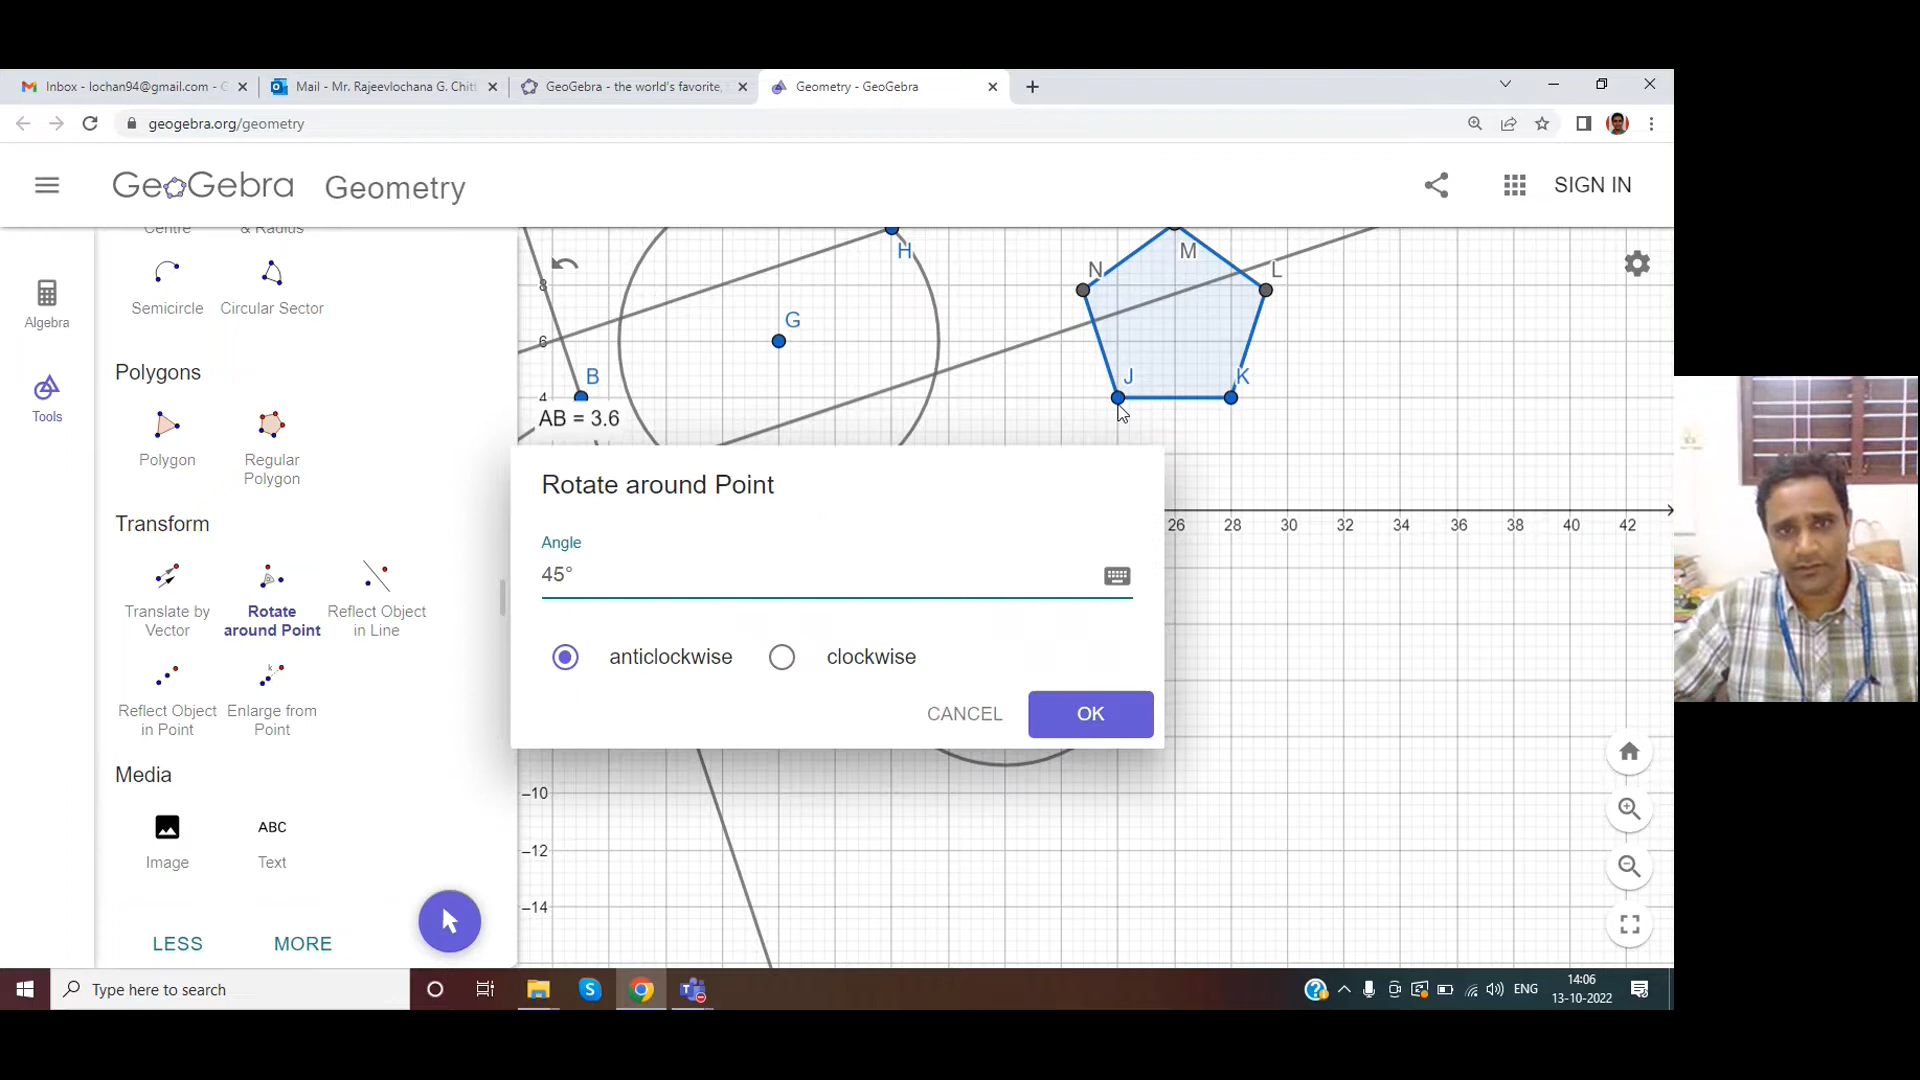 Inbox - lochan94@gmail.com - G
Mail - Mr. Rajeevlochana G. Chitt
GeoGebra - the world's favorite,
Geometry - GeoGebra
geogebra.org/geometry
GeoGebra
Geometry
SIGN IN
Algebra
Tools
Centre
& Radius
Semicircle
Circular Sector
Polygons
Polygon
Regular
Polygon
Transform
Translate by
Vector
Rotate
around Point
Reflect Object
in Line
k
Reflect Object
in Point
Enlarge from
Point
Media
ABC
Image
Text
LESS
MORE
H
G
B
AB = 3.6
N
M
L
J
K
8
6
4
26 28 30 32 34 36 38 40 42
–10
–12
–14
Rotate around Point
Angle
45°
anticlockwise
clockwise
CANCEL
OK
Type here to search
ENG
14:06
13-10-2022